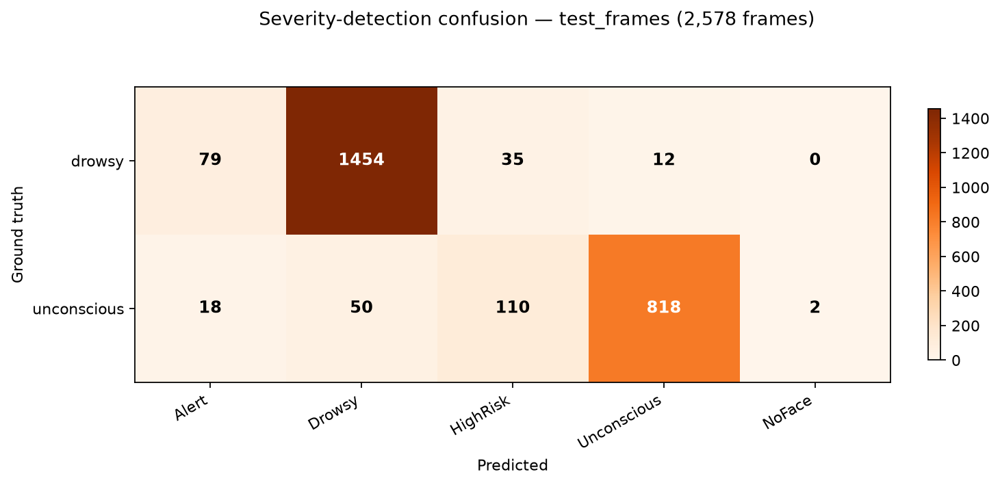 Severity-detection confusion — test_frames (2,578 frames)
Ground truth
drowsy
79 1454 35 12 0
unconscious
18 50 110 818 2
Alert Drowsy HighRisk Unconscious NoFace
Predicted
1400
1200
1000
800
600
400
200
0